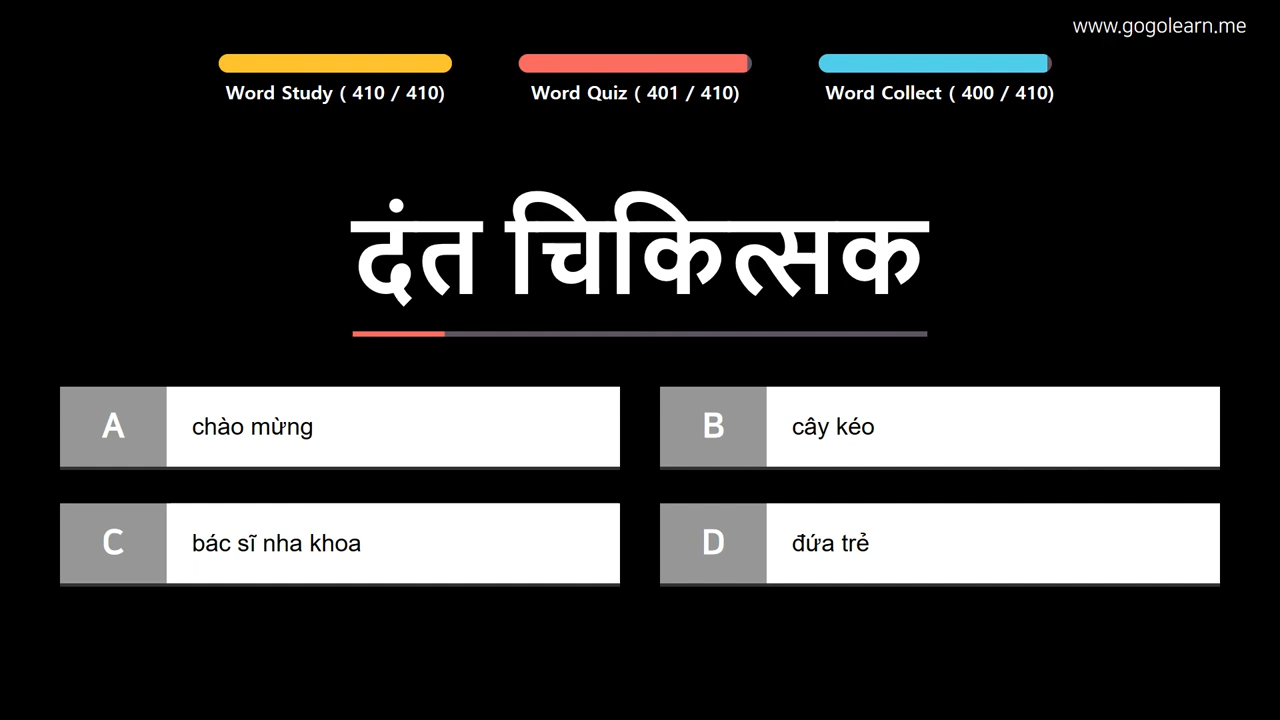 www.gogolearn.me
Word Study ( 410 / 410)
Word Quiz ( 401 / 410)
Word Collect ( 400 / 410)
दंत चिकित्सक
A
chào mừng
B
cây kéo
C
bác sĩ nha khoa
D
đứa trẻ